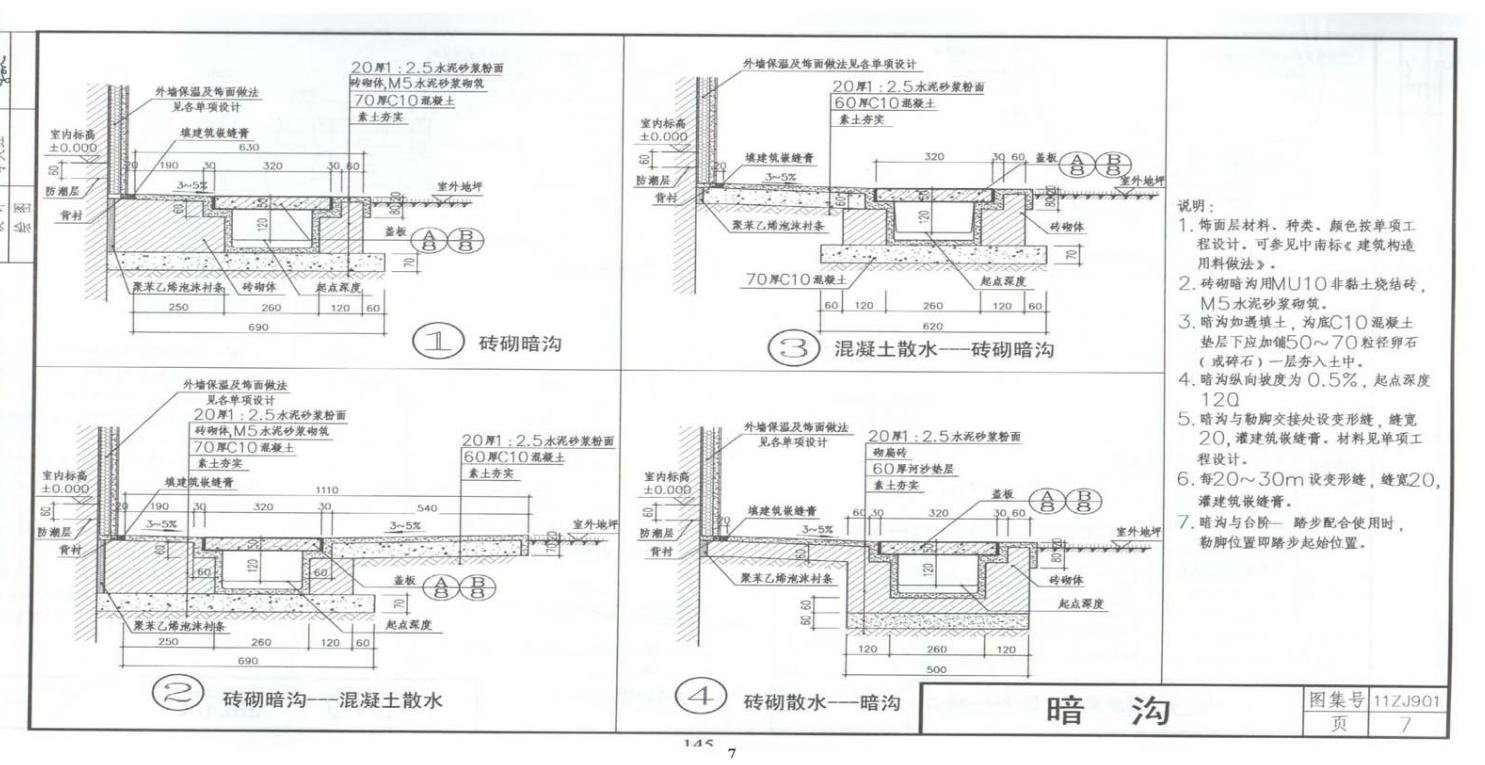 外墙保温及饰面做法
见各单项设计
20厚1:2.5水泥砂浆粉面
砖砌体,M5水泥砂浆砌筑
70厚C10混凝土
素土夯实
室内标高
±0.000
填建筑嵌缝膏
630
20 190 30 320 30 60
60
3~5%
室外地坪
防潮层
背衬
60
120
50
80
20
盖板
A
8
B
8
70
聚苯乙烯泡沫衬条
砖砌体
起点深度
250 260 120 60
690
1 砖砌暗沟
外墙保温及饰面做法见各单项设计
20厚1:2.5水泥砂浆粉面
60厚C10混凝土
素土夯实
室内标高
±0.000
填建筑嵌缝膏
320 30 60
盖板
A
8
B
8
60
20
3~5%
室外地坪
防潮层
背衬
60
120
50
80
20
聚苯乙烯泡沫衬条
砖砌体
70
70厚C10混凝土
起点深度
60 120 260 120 60
620
3 混凝土散水---砖砌暗沟
外墙保温及饰面做法
见各单项设计
20厚1:2.5水泥砂浆粉面
砖砌体,M5水泥砂浆砌筑
70厚C10混凝土
素土夯实
20厚1:2.5水泥砂浆粉面
60厚C10混凝土
素土夯实
室内标高
±0.000
填建筑嵌缝膏
1110
20 190 30 320 30 540
60
3~5%
3~5%
室外地坪
防潮层
背衬
60
60
120
50
60
70
20
盖板
A
8
B
8
70
聚苯乙烯泡沫衬条
起点深度
250 260 120 60
690
2 砖砌暗沟---混凝土散水
外墙保温及饰面做法
见各单项设计
20厚1:2.5水泥砂浆粉面
砌扁砖
60厚河沙垫层
素土夯实
室内标高
±0.000
盖板
A
8
B
8
填建筑嵌缝膏
60 30 320 30 60
60
20
3~5%
室外地坪
防潮层
背衬
60
120
50
80
20
聚苯乙烯泡沫衬条
砖砌体
60
60
起点深度
120 260 120
500
4 砖砌散水---暗沟
说明:
1. 饰面层材料、种类、颜色按单项工
程设计。可参见中南标《建筑构造
用料做法》。
2. 砖砌暗沟用MU10非黏土烧结砖,
M5水泥砂浆砌筑。
3. 暗沟如遇填土,沟底C10混凝土
垫层下应加铺50~70粒径卵石
(或碎石)一层夯入土中。
4. 暗沟纵向坡度为0.5%,起点深度
120。
5. 暗沟与勒脚交接处设变形缝,缝宽
20,灌建筑嵌缝膏。材料见单项工
程设计。
6. 每20~30m设变形缝,缝宽20,
灌建筑嵌缝膏。
7. 暗沟与台阶一 踏步配合使用时,
勒脚位置即踏步起始位置。
暗 沟
图集号 11ZJ901
页 7
145
7